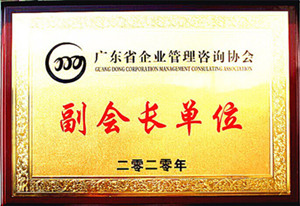 广东省企业管理咨询协会
GUANG DONG CORPORATION MANAGEMENT CONSULATING ASSOCIATION
副会长单位
二零二零年